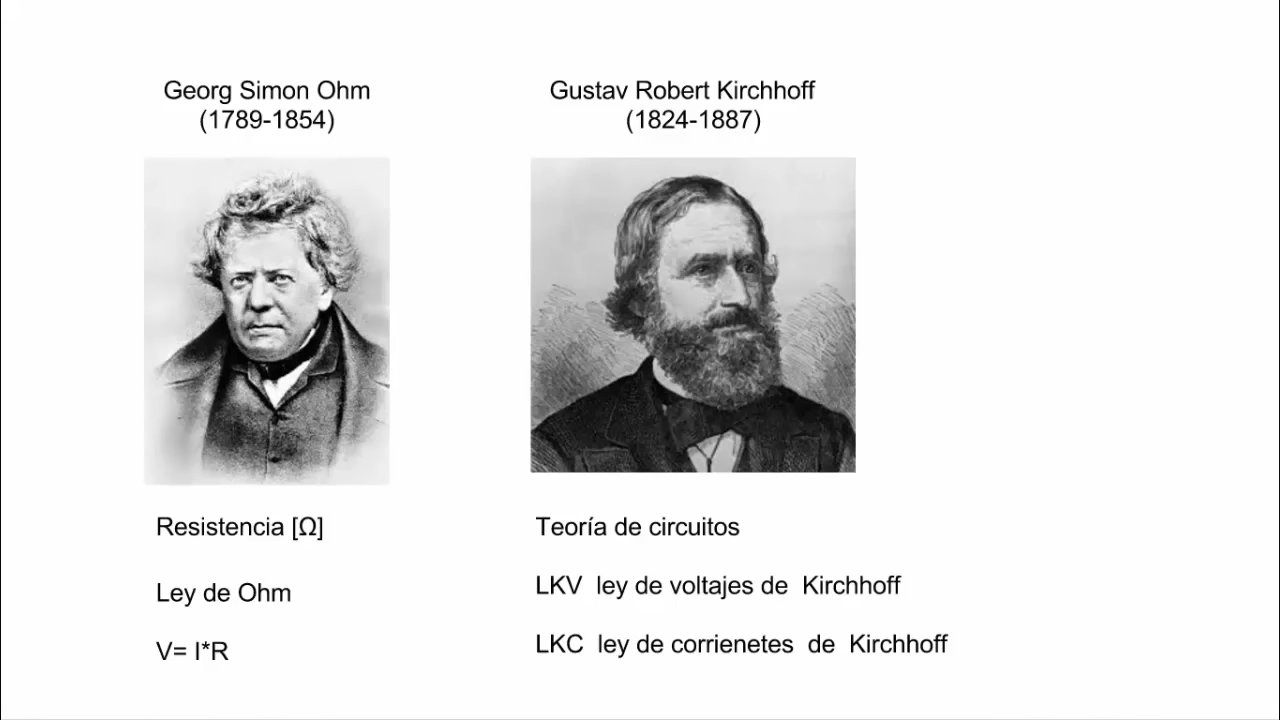 Georg Simon Ohm
(1789-1854)
Gustav Robert Kirchhoff
(1824-1887)
Resistencia [Ω]
Ley de Ohm
V= I*R
Teoría de circuitos
LKV ley de voltajes de Kirchhoff
LKC ley de corrienetes de Kirchhoff